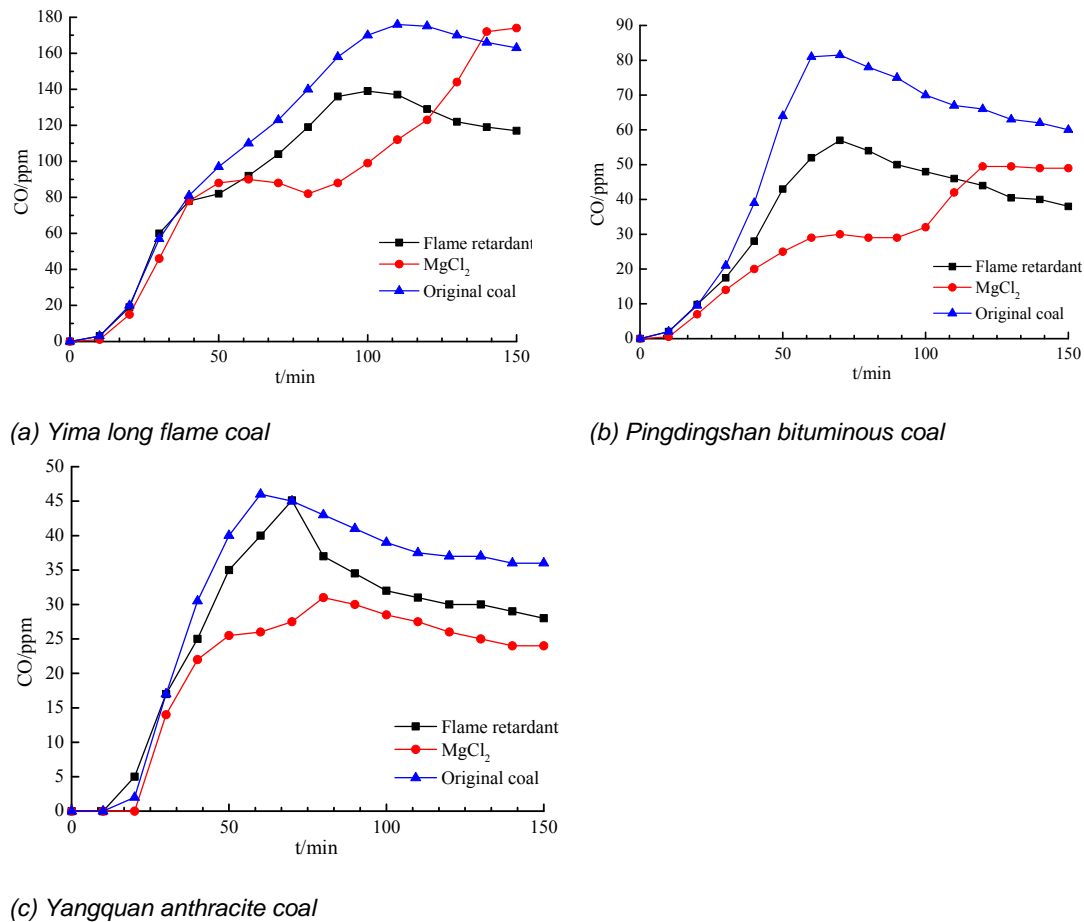 180
160
140
120
100
80
60
40
20
0
CO/ppm
Flame retardant
MgCl₂
Original coal
0 50 100 150
t/min
(a) Yima long flame coal
90
80
70
60
50
40
30
20
10
0
CO/ppm
Flame retardant
MgCl₂
Original coal
0 50 100 150
t/min
(b) Pingdingshan bituminous coal
50
45
40
35
30
25
20
15
10
5
0
CO/ppm
Flame retardant
MgCl₂
Original coal
0 50 100 150
t/min
(c) Yangquan anthracite coal